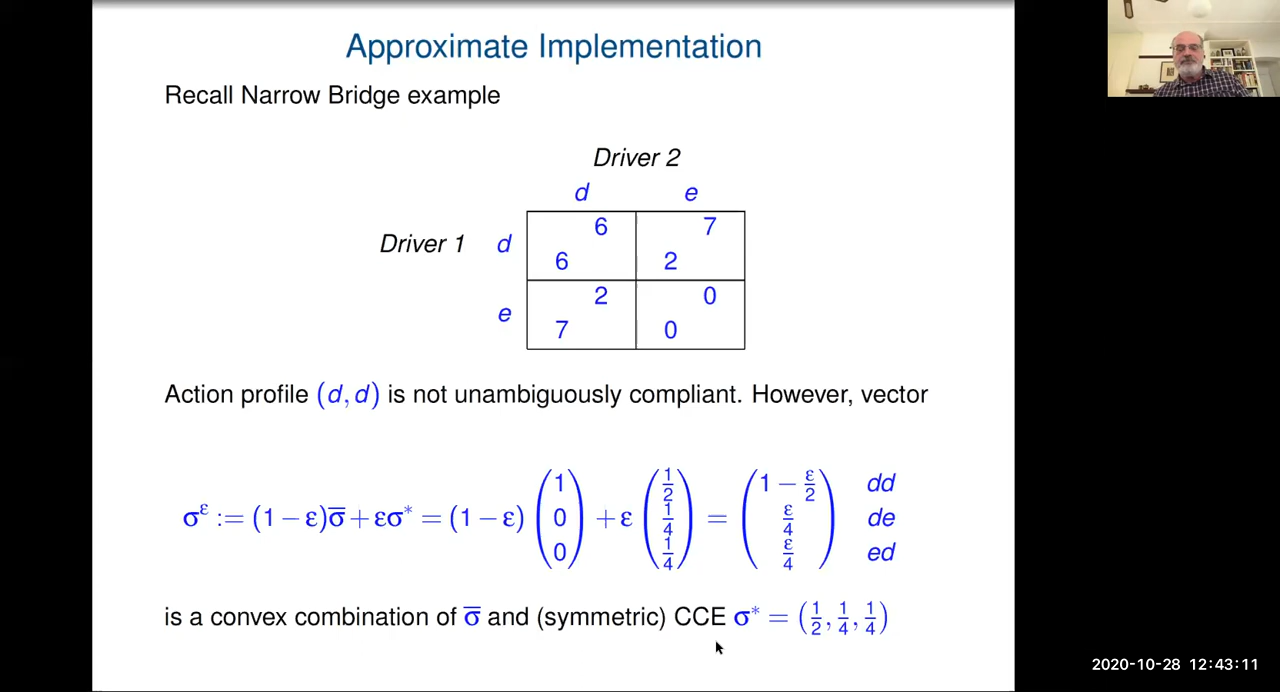 Approximate Implementation
Recall Narrow Bridge example
Driver 2
d e
6 7
Driver 1 d
6 2
2 0
e
7 0
Action profile (d, d) is not unambiguously compliant. However, vector
σ^ε := (1 − ε)σ̅ + εσ* = (1 − ε) (1 0 0) + ε (1/2 1/4 1/4) = (1 − ε/2 ε/4 ε/4) dd de ed
is a convex combination of σ̅ and (symmetric) CCE σ* = (1/2, 1/4, 1/4)
2020-10-28 12:43:11